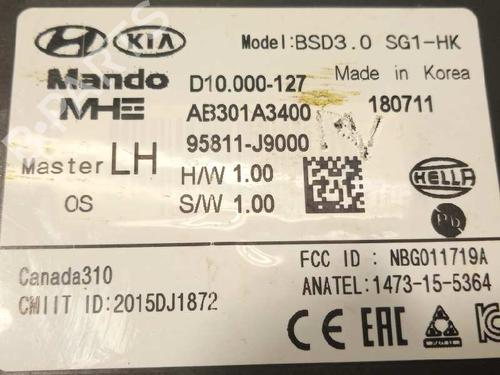 HYUNDAI KIA Model:BSD3.0 SG1-HK
Mando D10.000-127 Made in Korea
MHE AB301A3400 180711
95811-J9000
Master LH H/W 1.00 HELLA
OS S/W 1.00 Pb
FCC ID : NBG011719A
Canada310 ANATEL:1473-15-5364
CMIIT ID:2015DJ1872
CE EAC